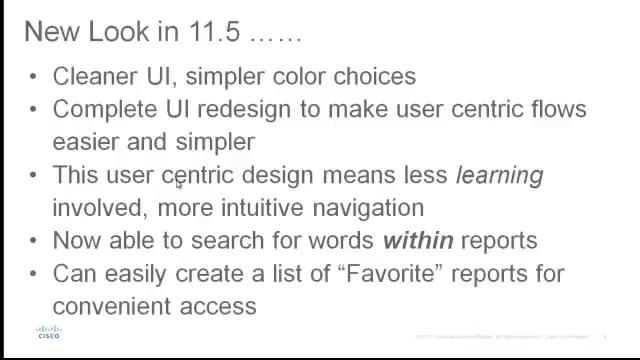 New Look in 11.5 ……
• Cleaner UI, simpler color choices
• Complete UI redesign to make user centric flows
easier and simpler
• This user centric design means less learning
involved, more intuitive navigation
• Now able to search for words within reports
• Can easily create a list of “Favorite” reports for
convenient access
CISCO